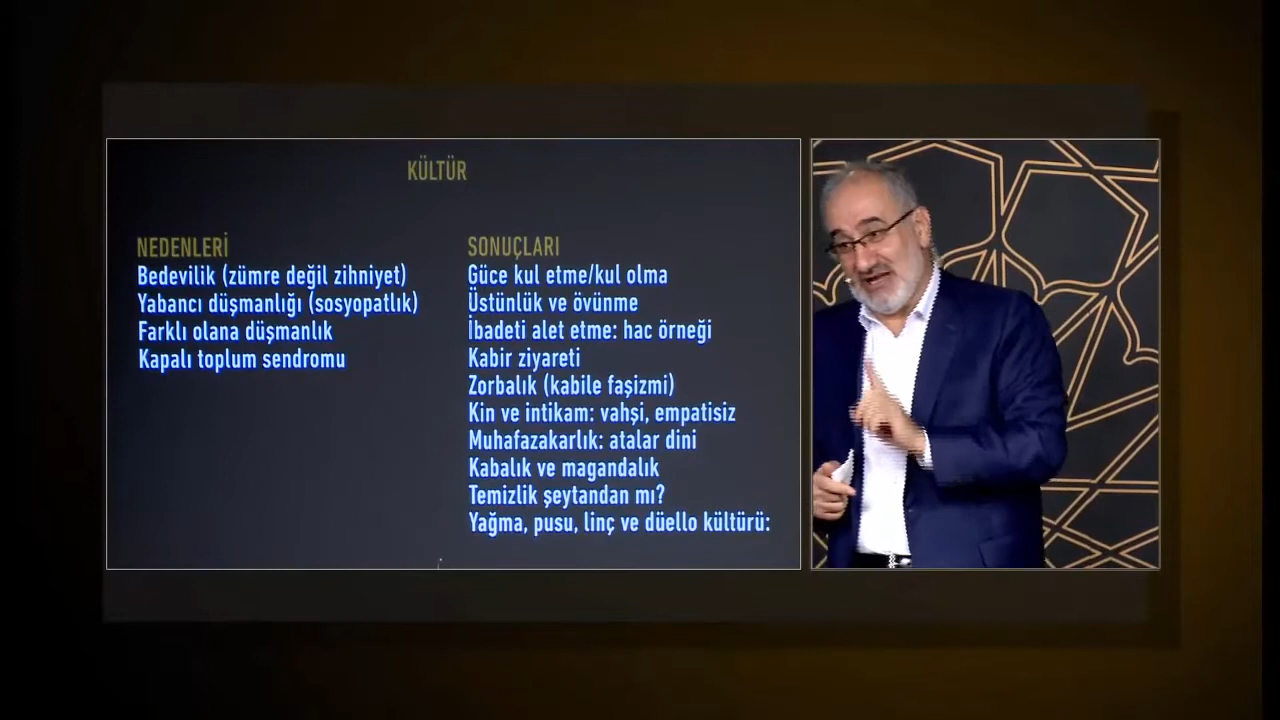 KÜLTÜR
NEDENLERİ
Bedevilik (zümre değil zihniyet)
Yabancı düşmanlığı (sosyopatlık)
Farklı olana düşmanlık
Kapalı toplum sendromu
SONUÇLARI
Güce kul etme/kul olma
Üstünlük ve övünme
İbadeti alet etme: hac örneği
Kabir ziyareti
Zorbalık (kabile faşizmi)
Kin ve intikam: vahşi, empatisiz
Muhafazakarlık: atalar dini
Kabalık ve magandalık
Temizlik şeytandan mı?
Yağma, pusu, linç ve düello kültürü: